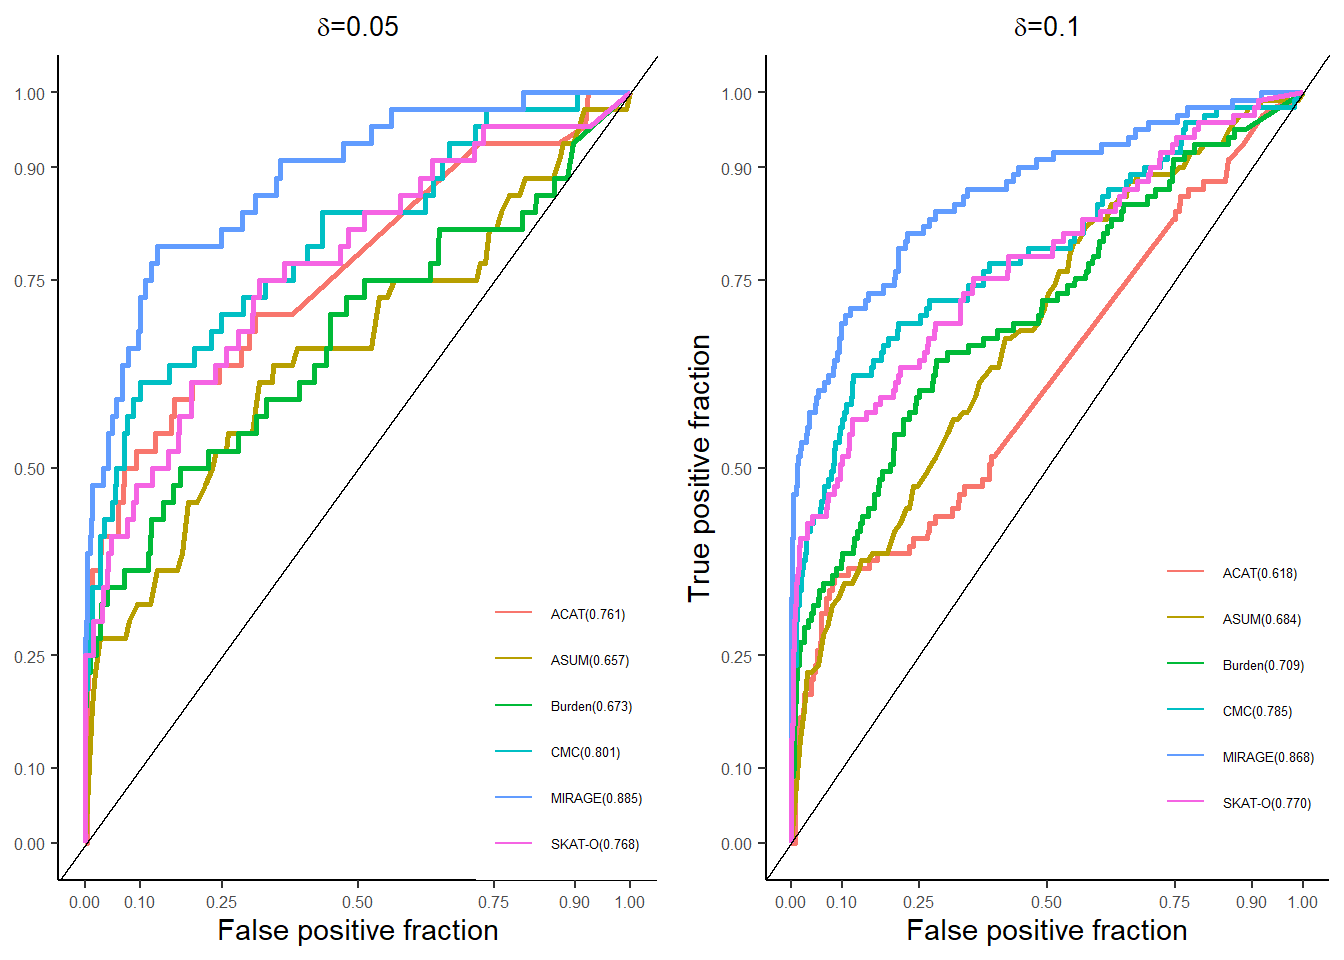 δ=0.05
1.00
0.90
0.75
0.50
0.25
0.10
0.00
ACAT(0.761)
ASUM(0.657)
Burden(0.673)
CMC(0.801)
MIRAGE(0.885)
SKAT-O(0.768)
0.00 0.10 0.25 0.50 0.75 0.90 1.00
False positive fraction
δ=0.1
True positive fraction
1.00
0.90
0.75
0.50
0.25
0.10
0.00
ACAT(0.618)
ASUM(0.684)
Burden(0.709)
CMC(0.785)
MIRAGE(0.868)
SKAT-O(0.770)
0.00 0.10 0.25 0.50 0.75 0.90 1.00
False positive fraction